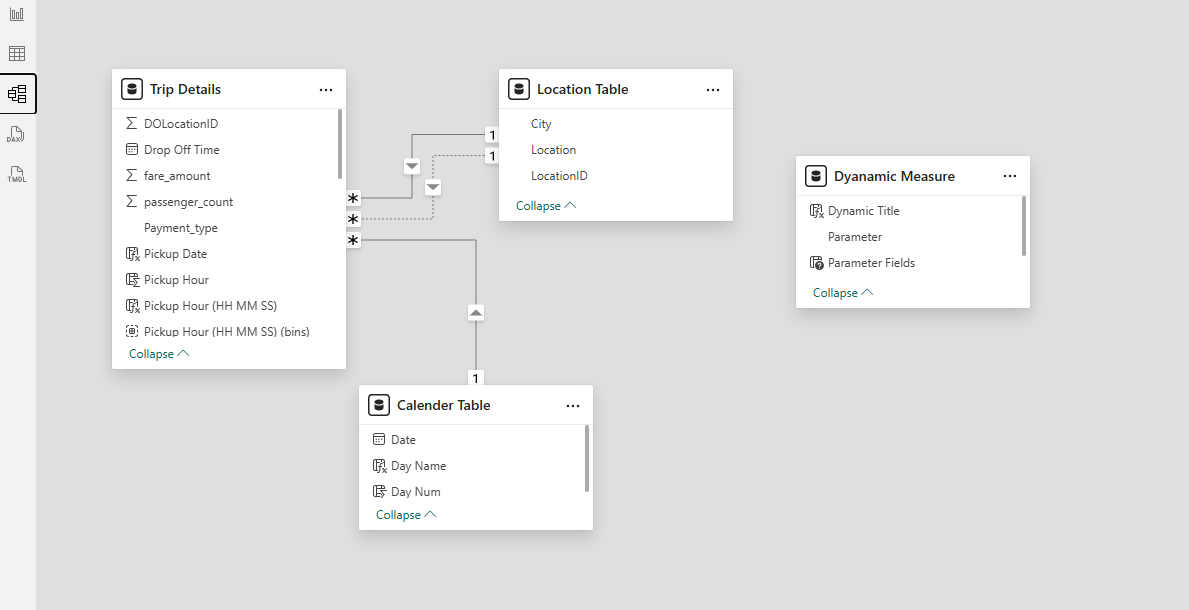 DAX
TMDL
Trip Details
DOLocationID
Drop Off Time
fare_amount
passenger_count
Payment_type
Pickup Date
Pickup Hour
Pickup Hour (HH MM SS)
Pickup Hour (HH MM SS) (bins)
Collapse
1
1
*
*
*
1
Location Table
City
Location
LocationID
Collapse
Dyanamic Measure
Dynamic Title
Parameter
Parameter Fields
Collapse
Calender Table
Date
Day Name
Day Num
Collapse